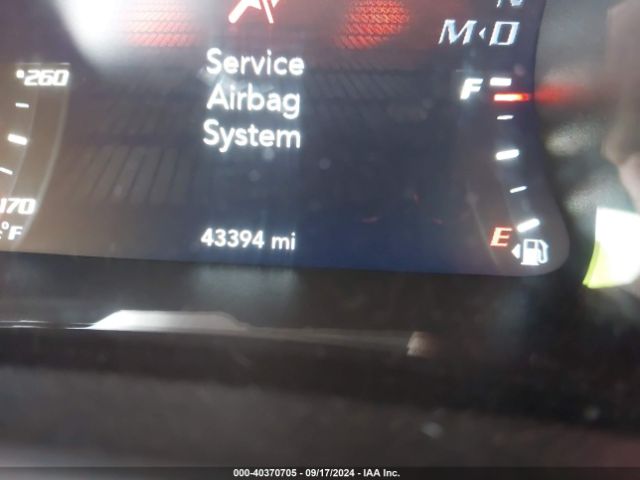 M‹D
260
Service
F
Airbag
System
170
°F
43394 mi
E
000-40370705 - 09/17/2024 - IAA Inc.